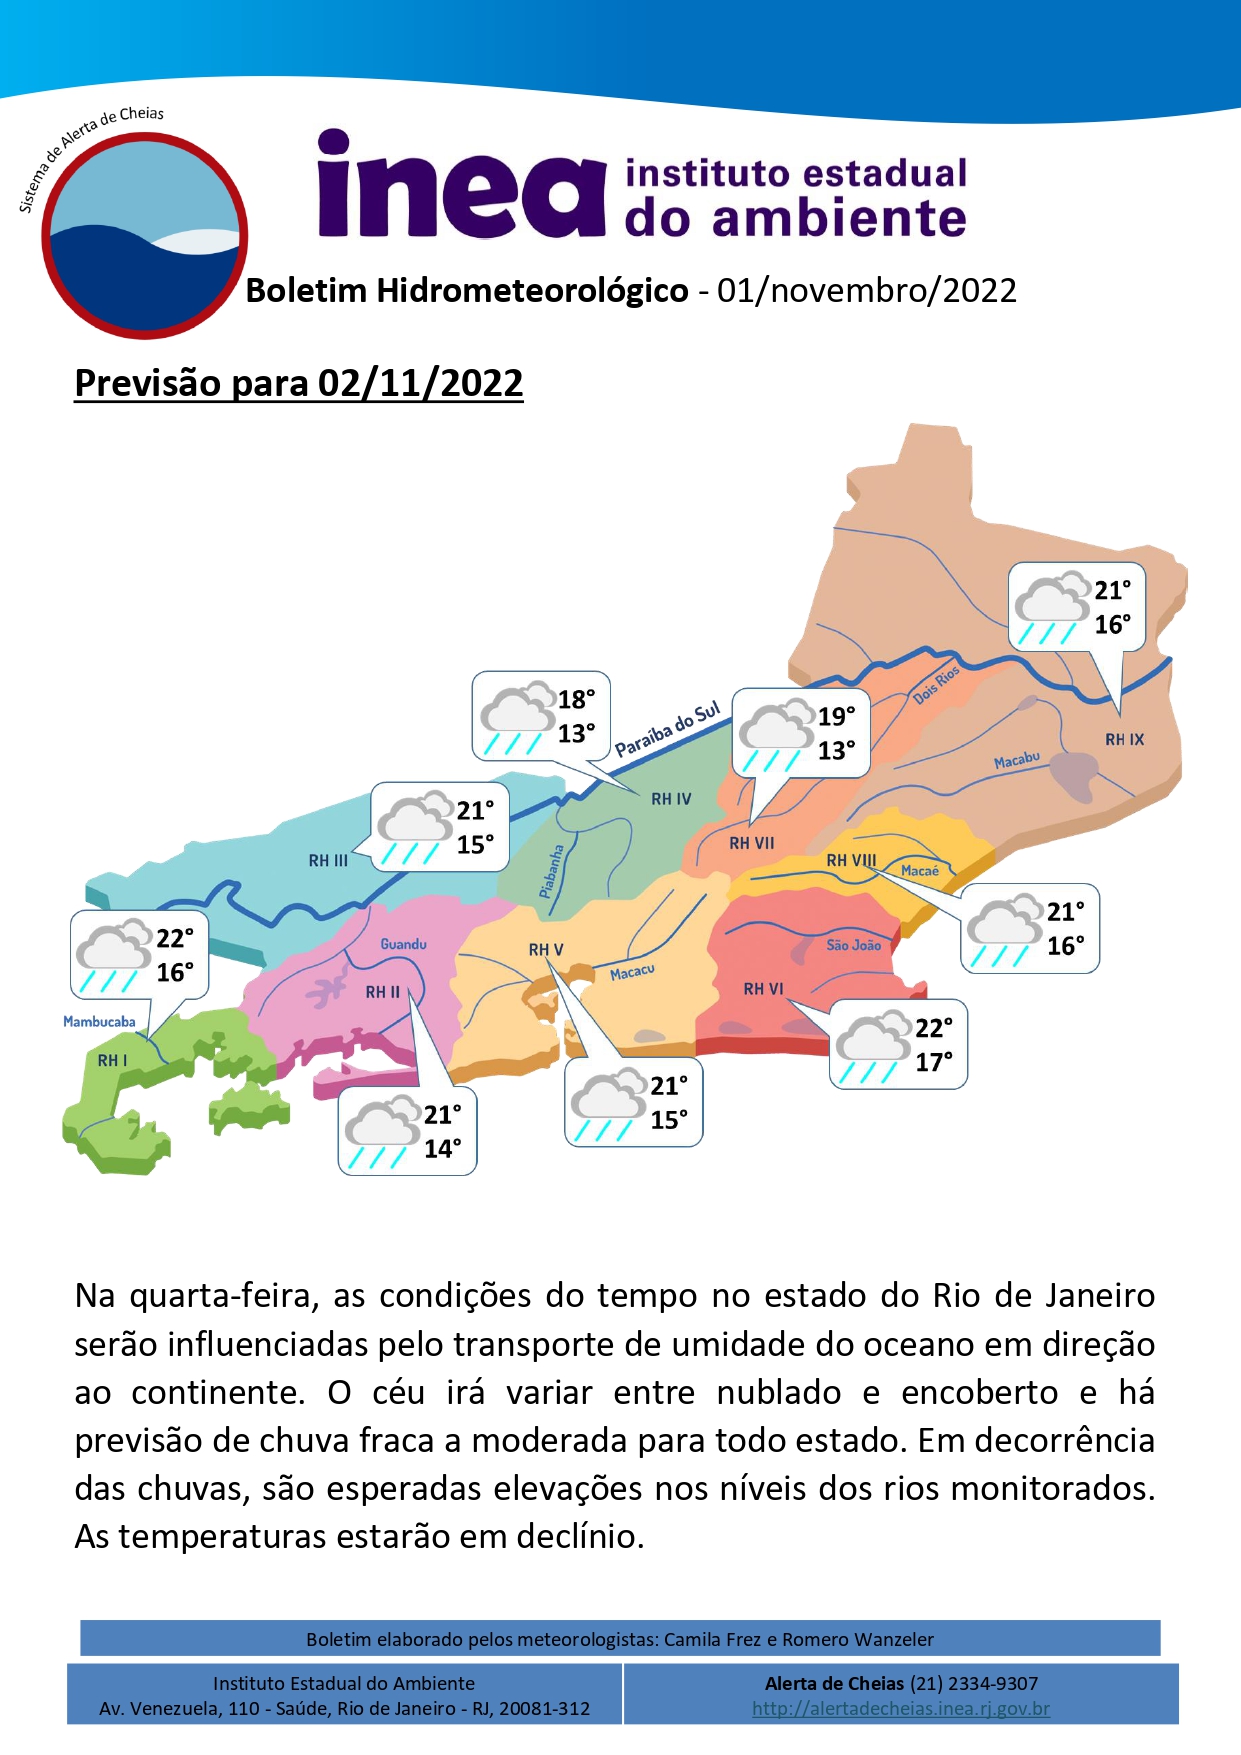 Sistema de Alerta de Cheias
inea instituto estadual
do ambiente
Boletim Hidrometeorológico - 01/novembro/2022
Previsão para 02/11/2022
21°
16°
RH IX
18°
13°
Paraíba do Sul
RH IV
19°
13°
Dois Rios
Macabu
RH VII
21°
15°
RH III
Piabanha
RH VIII
Macaé
21°
16°
22°
16°
Mambucaba
RH I
Guandu
RH II
RH V
Macacu
São João
RH VI
22°
17°
21°
14°
21°
15°
Na quarta-feira, as condições do tempo no estado do Rio de Janeiro
serão influenciadas pelo transporte de umidade do oceano em direção
ao continente. O céu irá variar entre nublado e encoberto e há
previsão de chuva fraca a moderada para todo estado. Em decorrência
das chuvas, são esperadas elevações nos níveis dos rios monitorados.
As temperaturas estarão em declínio.
Boletim elaborado pelos meteorologistas: Camila Frez e Romero Wanzeler
Instituto Estadual do Ambiente
Av. Venezuela, 110 - Saúde, Rio de Janeiro - RJ, 20081-312
Alerta de Cheias (21) 2334-9307
http://alertadecheias.inea.rj.gov.br